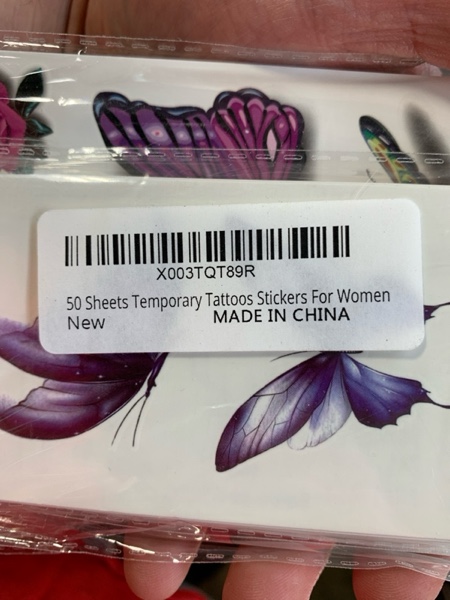 X003TQT89R
50 Sheets Temporary Tattoos Stickers For Women
New MADE IN CHINA